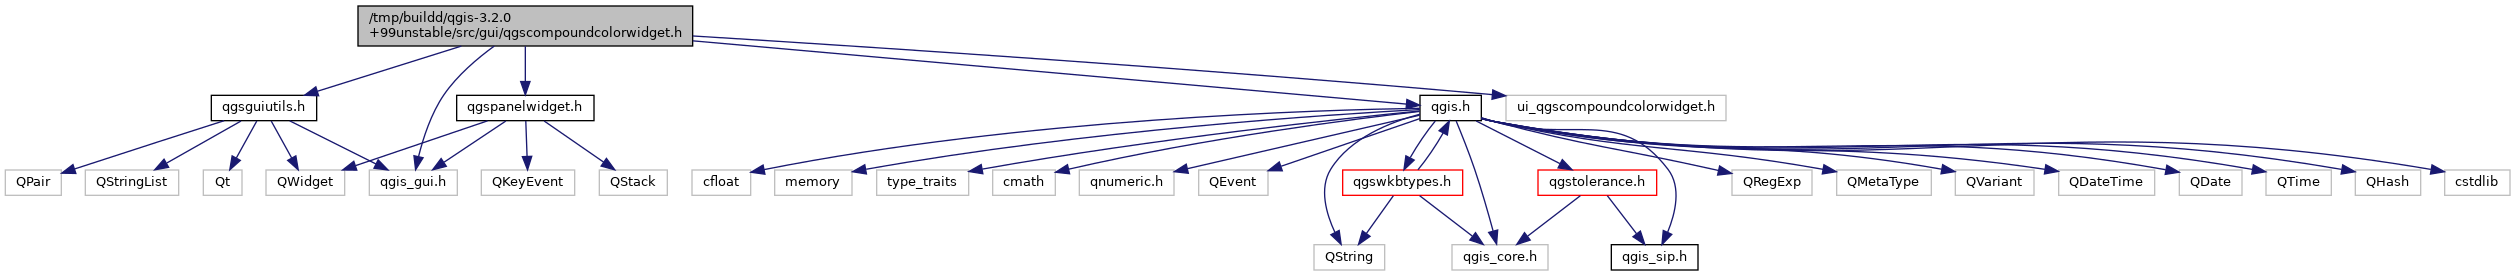 /tmp/buildd/qgis-3.2.0
+99unstable/src/gui/qgscompoundcolorwidget.h
qgsguiutils.h
qgspanelwidget.h
qgis.h
ui_qgscompoundcolorwidget.h
QPair
QStringList
Qt
QWidget
qgis_gui.h
QKeyEvent
QStack
cfloat
memory
type_traits
cmath
qnumeric.h
QEvent
qgswkbtypes.h
qgstolerance.h
QRegExp
QMetaType
QVariant
QDateTime
QDate
QTime
QHash
cstdlib
QString
qgis_core.h
qgis_sip.h